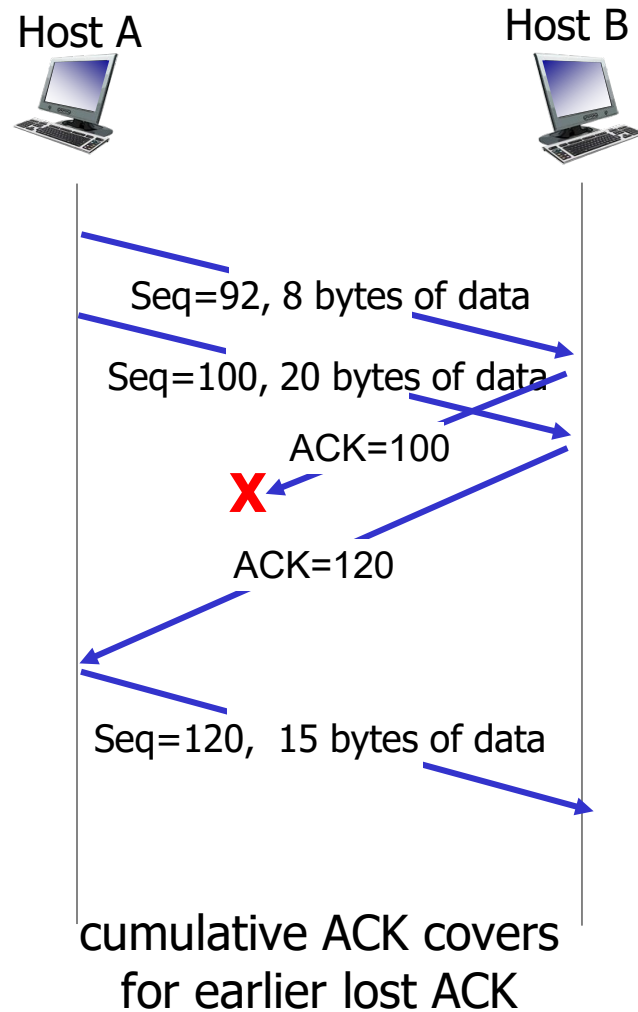 Host A
Host B
Seq=92, 8 bytes of data
Seq=100, 20 bytes of data
ACK=100
X
ACK=120
Seq=120, 15 bytes of data
cumulative ACK covers
for earlier lost ACK